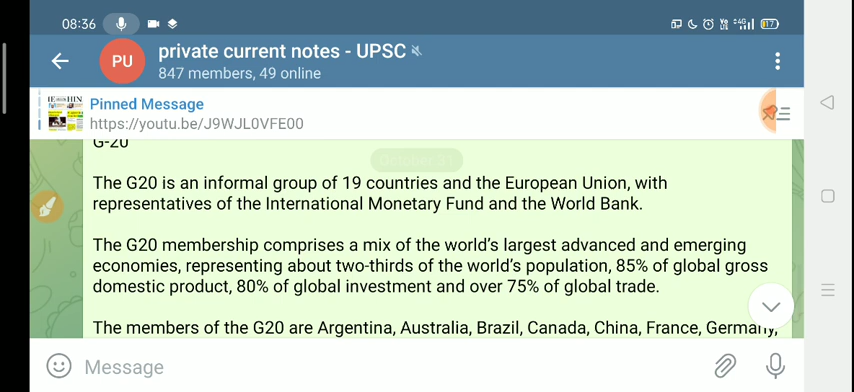 08:36
4G
17
PU
private current notes - UPSC
847 members, 49 online
Pinned Message
https://youtu.be/J9WJL0VFE00
G-20
The G20 is an informal group of 19 countries and the European Union, with
representatives of the International Monetary Fund and the World Bank.
The G20 membership comprises a mix of the world's largest advanced and emerging
economies, representing about two-thirds of the world's population, 85% of global gross
domestic product, 80% of global investment and over 75% of global trade.
The members of the G20 are Argentina, Australia, Brazil, Canada, China, France, Germany,
Message